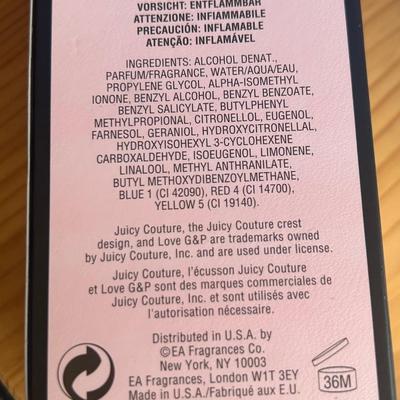 VORSICHT: ENTFLAMMBAR
ATTENZIONE: INFIAMMABILE
PRECAUCIÓN: INFLAMABLE
ATENÇÃO: INFLAMÁVEL
INGREDIENTS: ALCOHOL DENAT.,
PARFUM/FRAGRANCE, WATER/AQUA/EAU,
PROPYLENE GLYCOL, ALPHA-ISOMETHYL
IONONE, BENZYL ALCOHOL, BENZYL BENZOATE,
BENZYL SALICYLATE, BUTYLPHENYL
METHYLPROPIONAL, CITRONELLOL, EUGENOL,
FARNESOL, GERANIOL, HYDROXYCITRONELLAL,
HYDROXYISOHEXYL 3-CYCLOHEXENE
CARBOXALDEHYDE, ISOEUGENOL, LIMONENE,
LINALOOL, METHYL ANTHRANILATE,
BUTYL METHOXYDIBENZOYLMETHANE,
BLUE 1 (CI 42090), RED 4 (CI 14700),
YELLOW 5 (CI 19140).
Juicy Couture, the Juicy Couture crest
design, and Love G&P are trademarks owned
by Juicy Couture, Inc. and are used under license.
Juicy Couture, l'écusson Juicy Couture
et Love G&P sont des marques commerciales de
Juicy Couture, Inc. et sont utilisés avec
l'autorisation nécessaire.
Distributed in U.S.A. by
©EA Fragrances Co.
New York, NY 10003
EA Fragrances, London W1T 3EY
Made in U.S.A./Fabriqué aux E.U.
36M